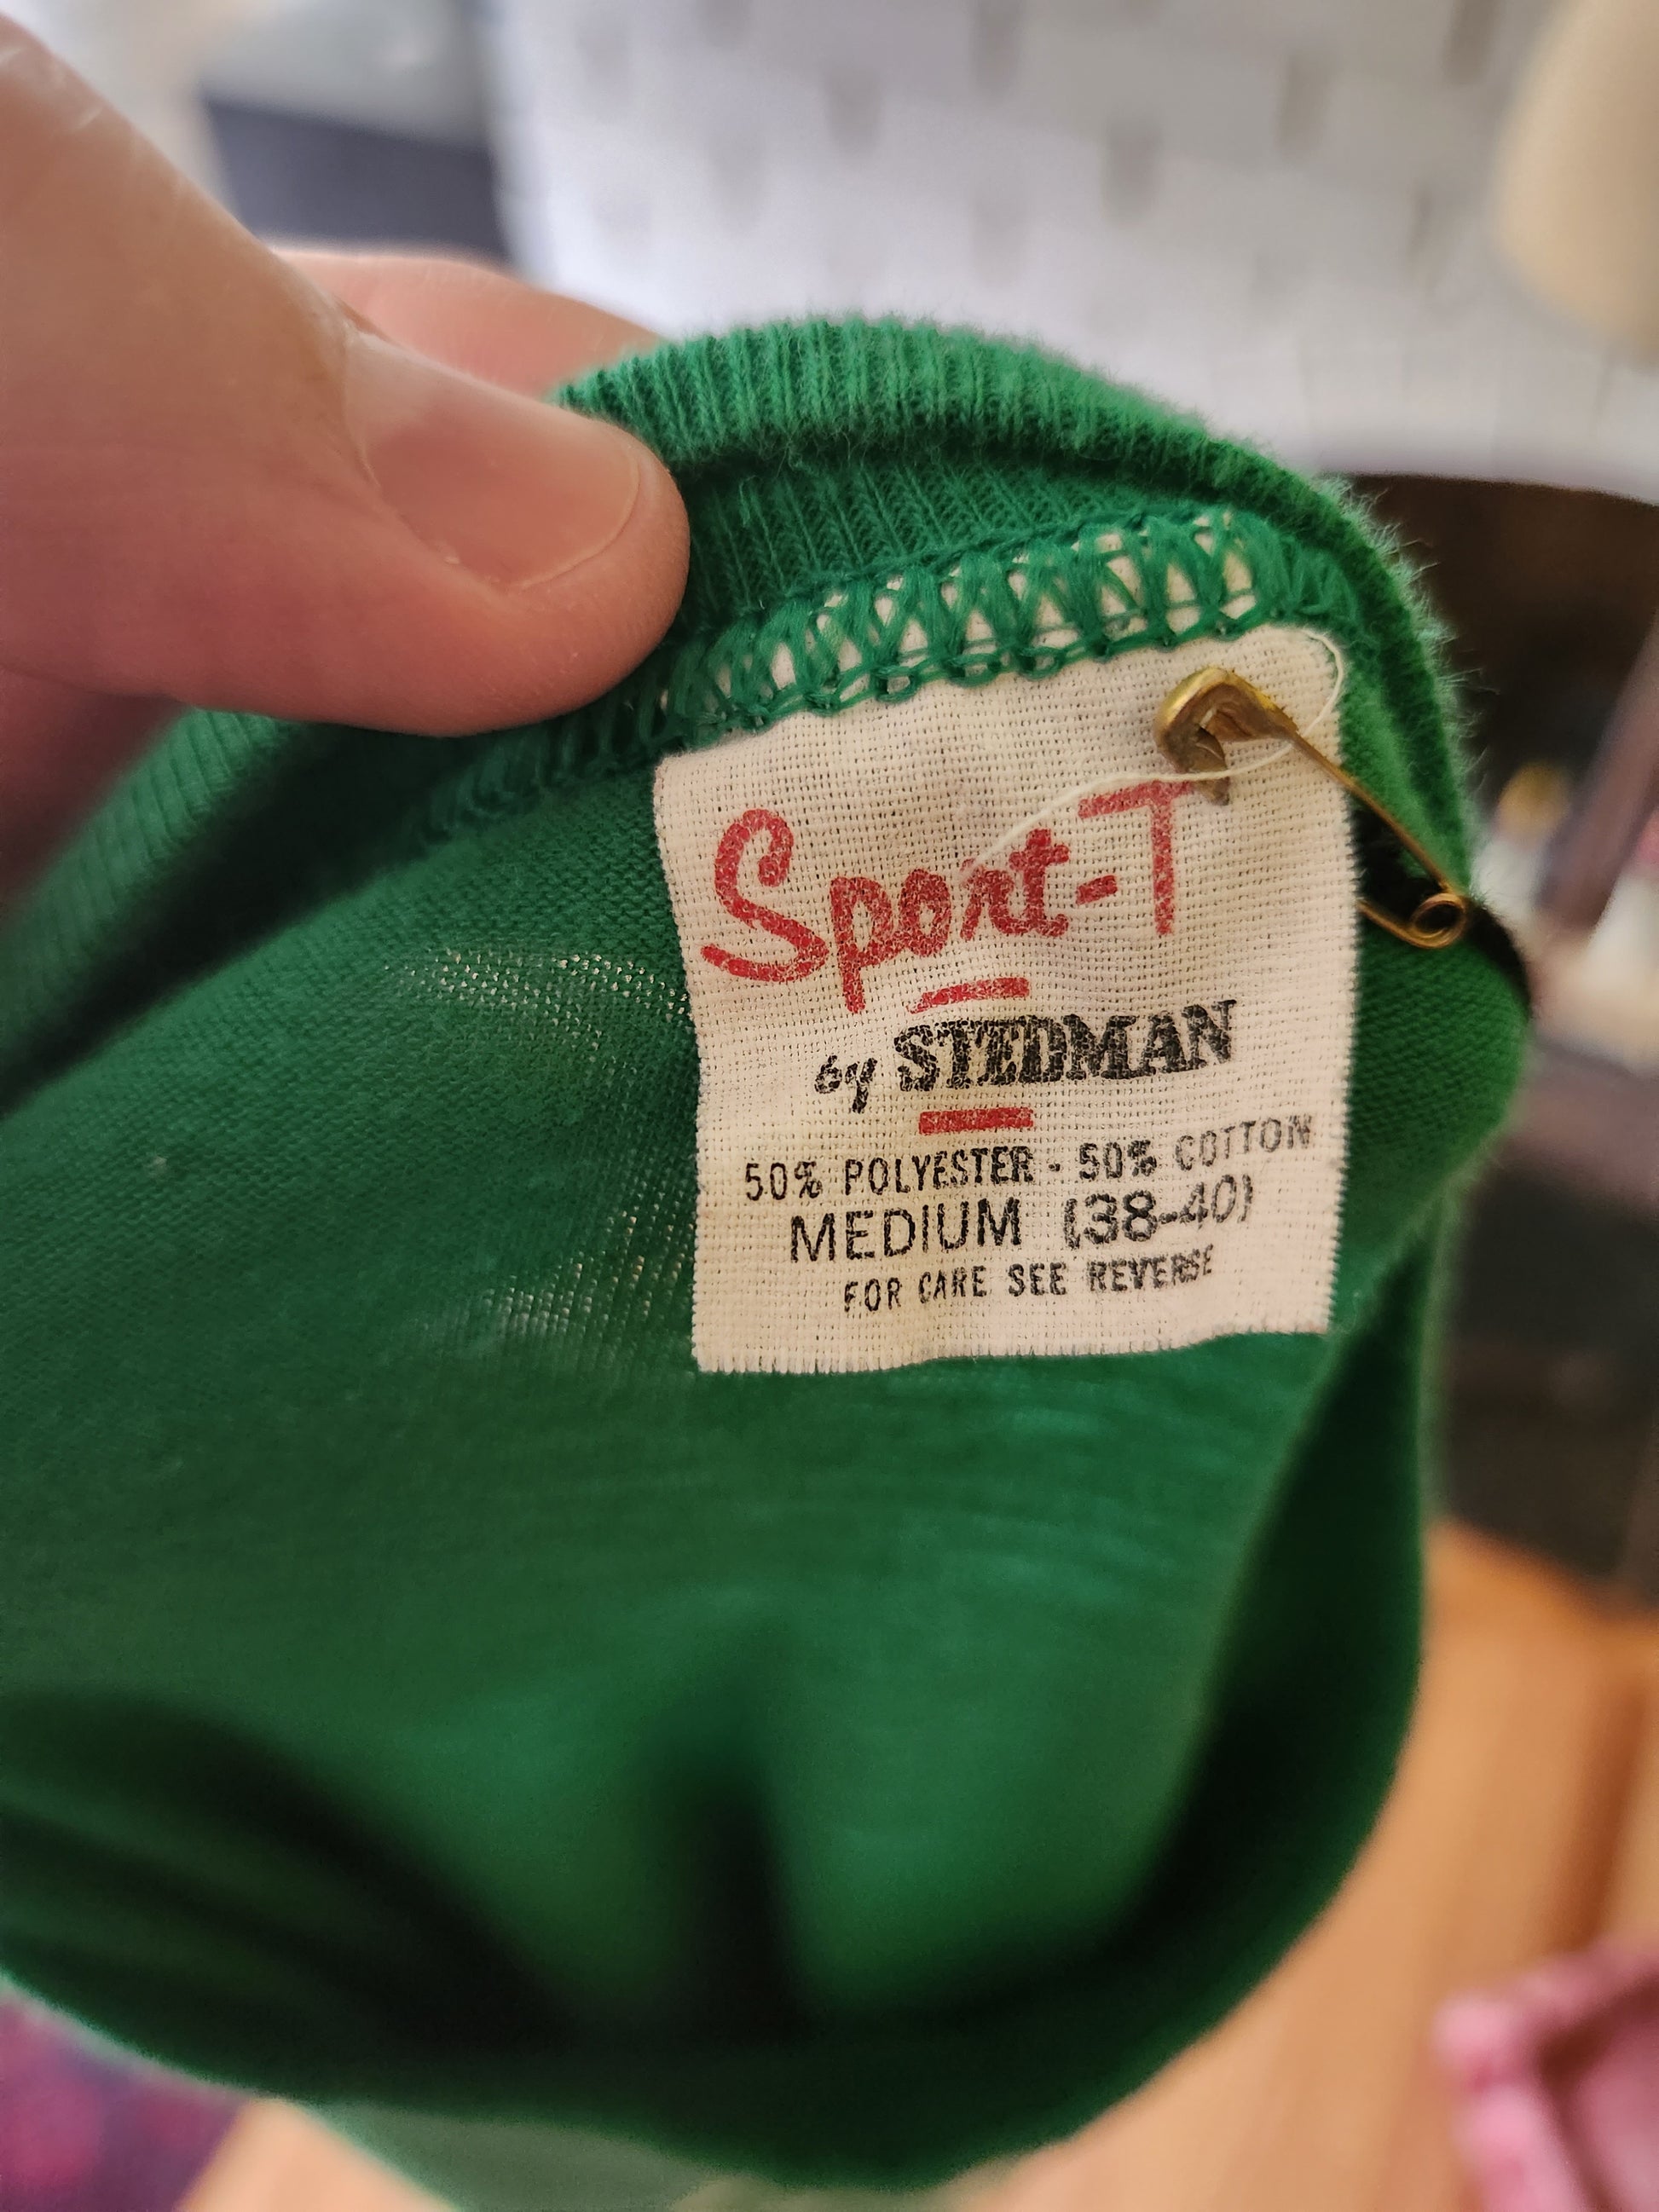 Sport-T
by STEDMAN
50% POLYESTER - 50% COTTON
MEDIUM (38-40)
FOR CARE SEE REVERSE